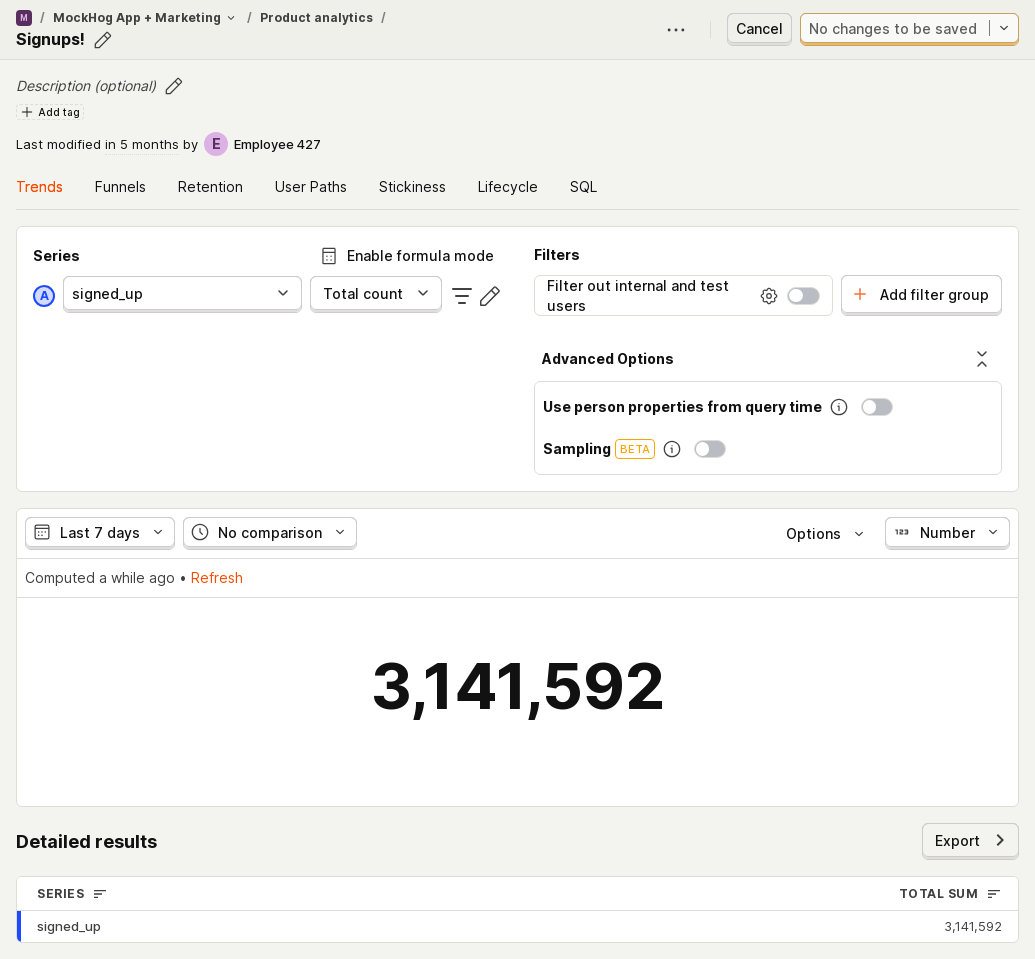 M / MockHog App + Marketing / Product analytics /
Signups!
Cancel
No changes to be saved
Description (optional)
Add tag
Last modified in 5 months by E Employee 427
Trends Funnels Retention User Paths Stickiness Lifecycle SQL
Series
Enable formula mode
A signed_up Total count
Filters
Filter out internal and test
users
Add filter group
Advanced Options
Use person properties from query time
Sampling BETA
Last 7 days No comparison Options 123 Number
Computed a while ago • Refresh
3,141,592
Detailed results Export
SERIES TOTAL SUM
signed_up 3,141,592